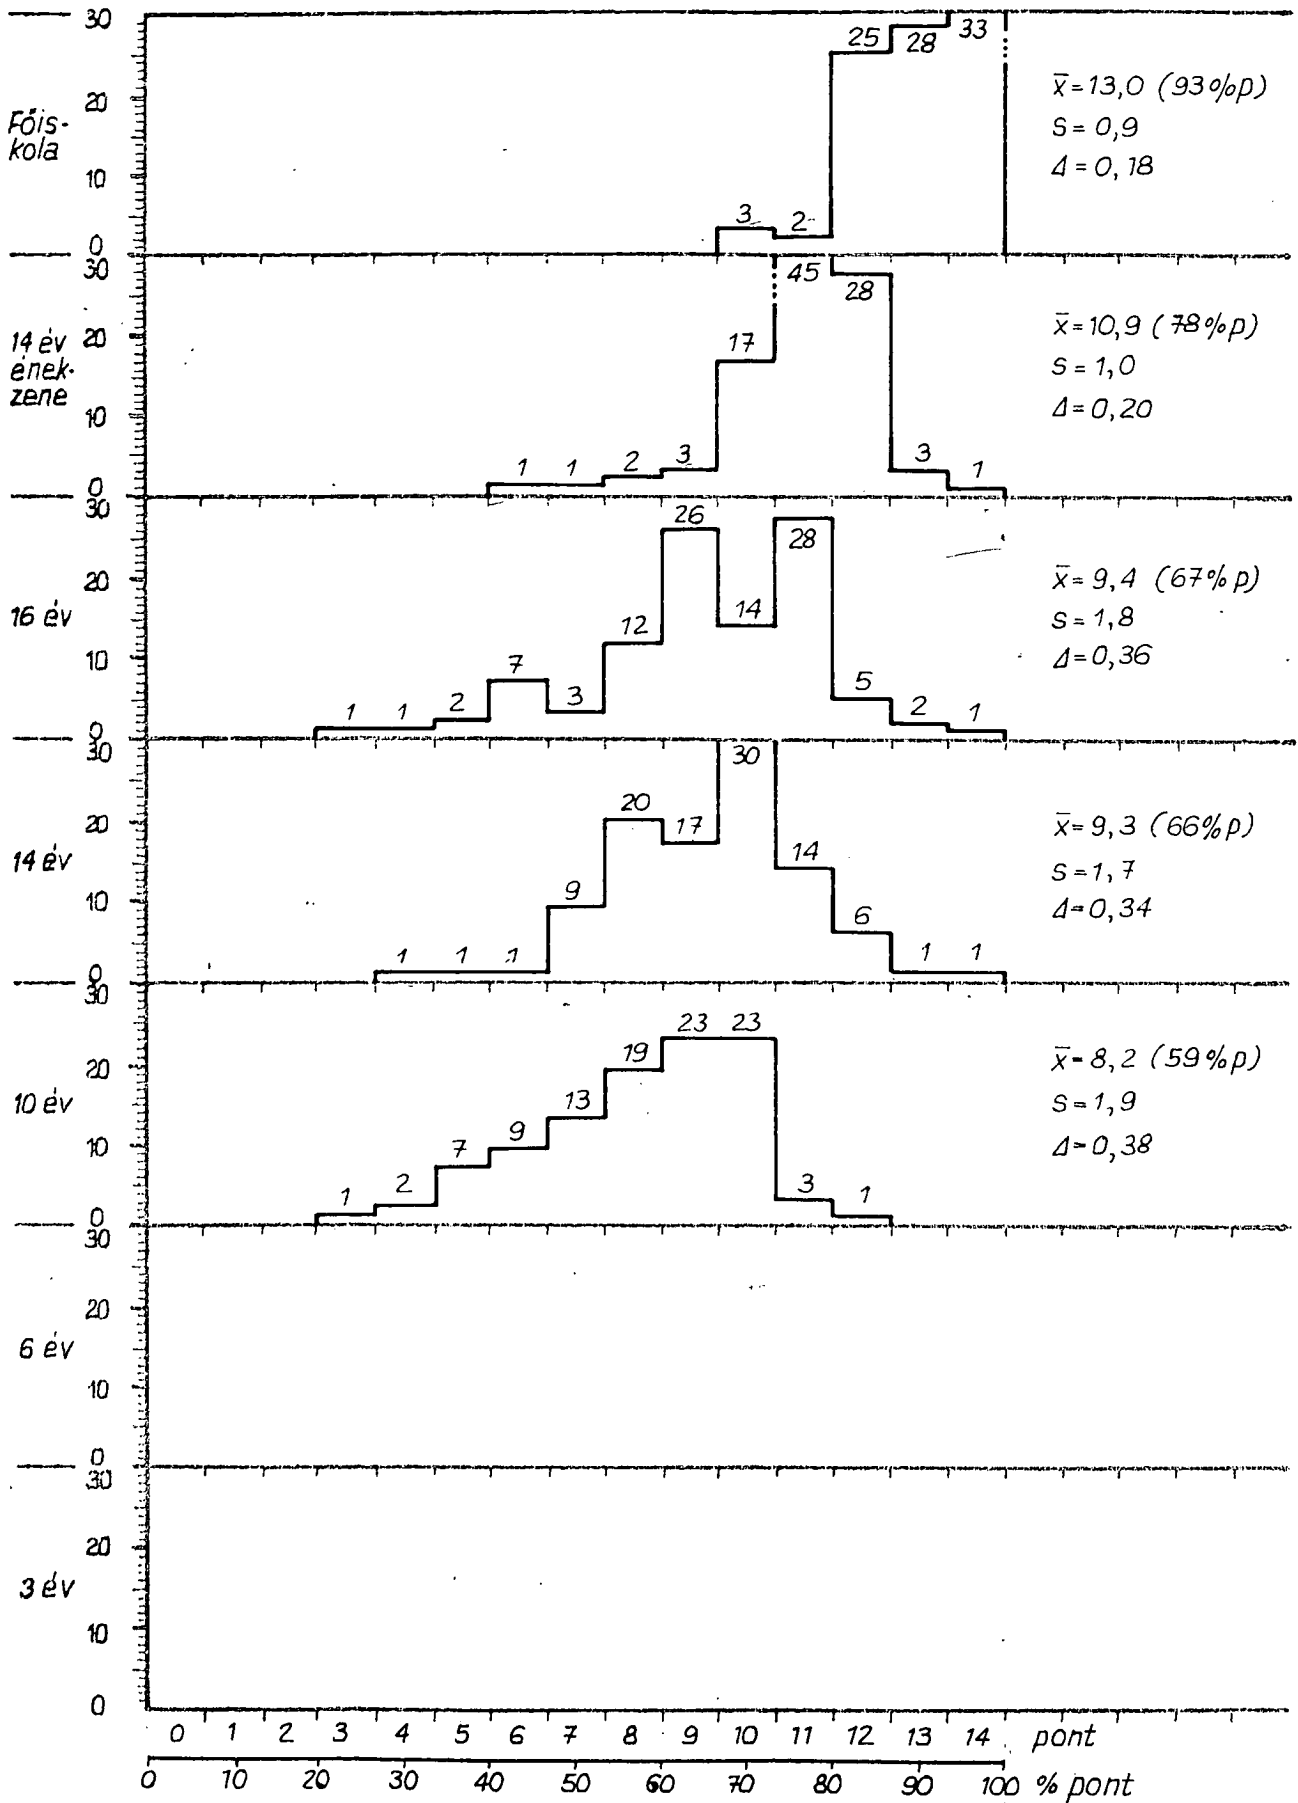 30
20
10
0
Főis-
kola
3 2 25 28 33
x̄=13,0 (93%p)
s=0,9
Δ=0,18
30
20
10
0
14 év
ének-
zene
1 1 2 3 17 45 28 3 1
x̄=10,9 (78%p)
s=1,0
Δ=0,20
30
20
10
0
16 év
1 1 2 7 3 12 26 14 28 5 2 1
x̄=9,4 (67%p)
s=1,8
Δ=0,36
30
20
10
0
14 év
1 1 1 9 20 17 30 14 6 1 1
x̄=9,3 (66%p)
s=1,7
Δ=0,34
30
20
10
0
10 év
1 2 7 9 13 19 23 23 3 1
x̄=8,2 (59%p)
s=1,9
Δ=0,38
30
20
10
0
6 év
30
20
10
0
3 év
0 1 2 3 4 5 6 7 8 9 10 11 12 13 14 pont
0 10 20 30 40 50 60 70 80 90 100 % pont